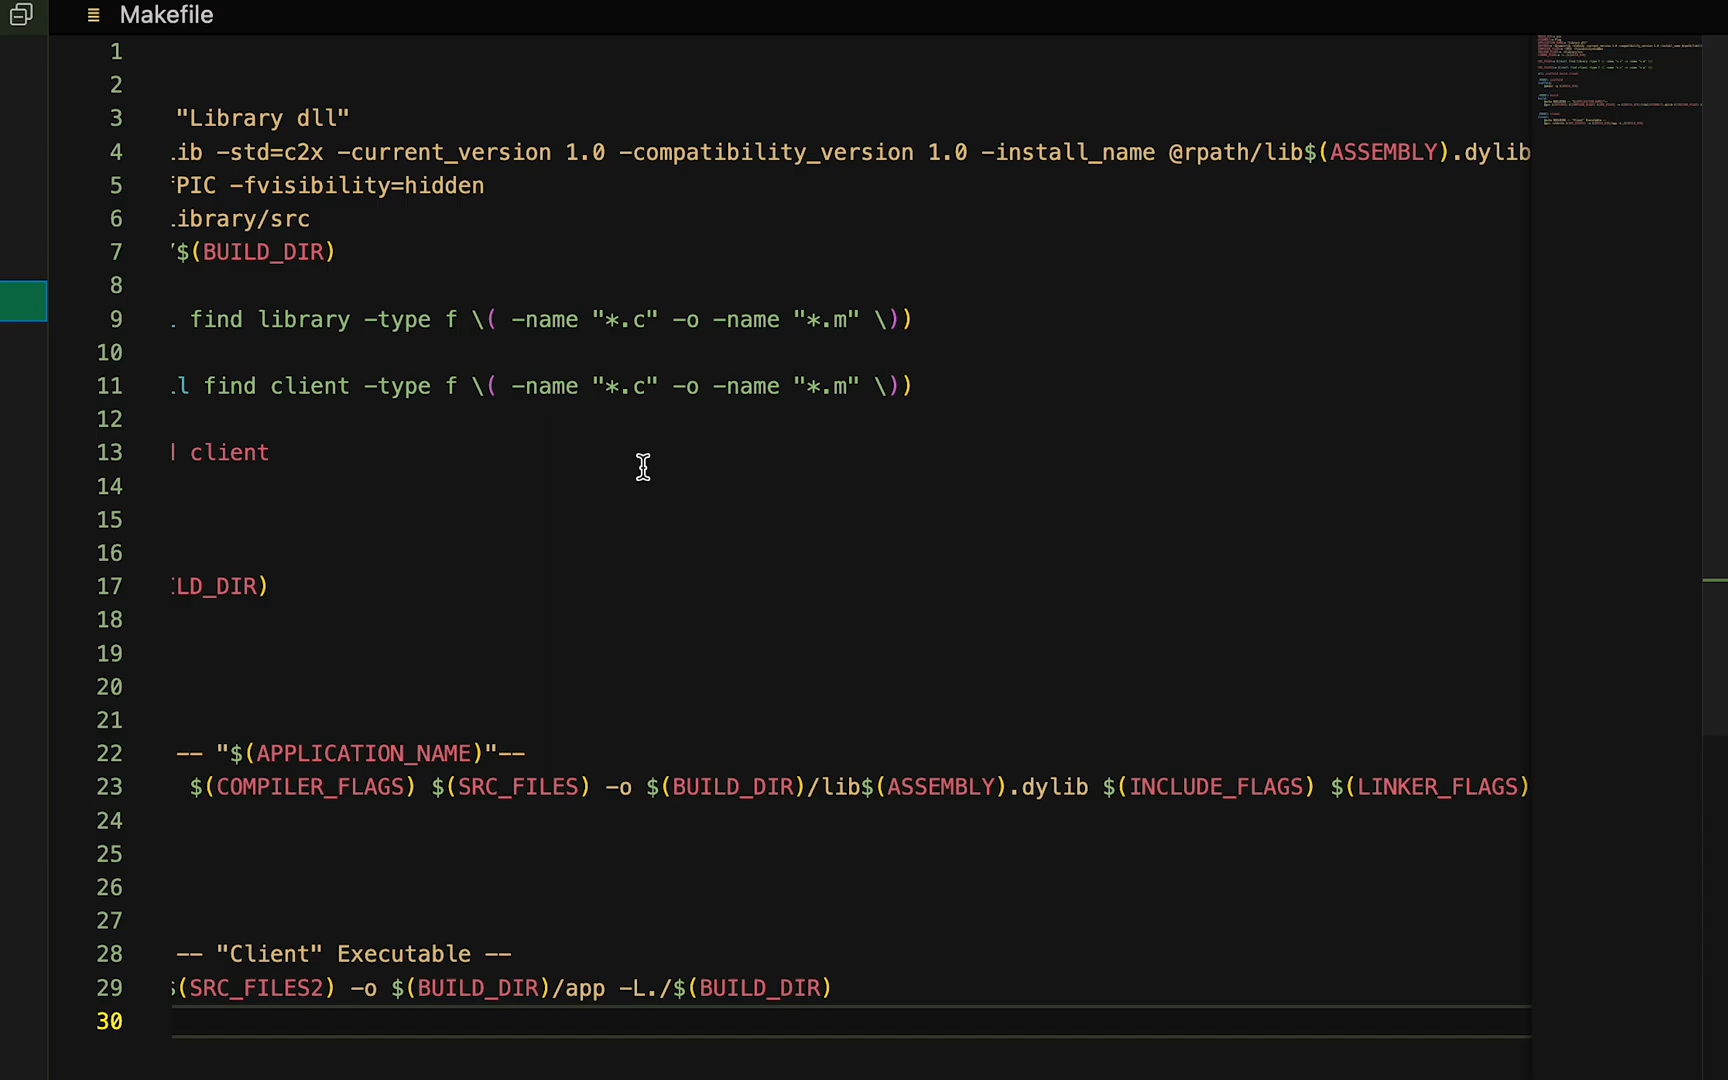 Makefile
1
2
3 "Library dll"
4 ib -std=c2x -current_version 1.0 -compatibility_version 1.0 -install_name @rpath/lib$(ASSEMBLY).dylib
5 PIC -fvisibility=hidden
6 ibrary/src
7 $(BUILD_DIR)
8
9 find library -type f \( -name "*.c" -o -name "*.m" \))
10
11 l find client -type f \( -name "*.c" -o -name "*.m" \))
12
13 client
14
15
16
17 LD_DIR)
18
19
20
21
22 -- "$(APPLICATION_NAME)"--
23 $(COMPILER_FLAGS) $(SRC_FILES) -o $(BUILD_DIR)/lib$(ASSEMBLY).dylib $(INCLUDE_FLAGS) $(LINKER_FLAGS)
24
25
26
27
28 -- "Client" Executable --
29 (SRC_FILES2) -o $(BUILD_DIR)/app -L./$(BUILD_DIR)
30